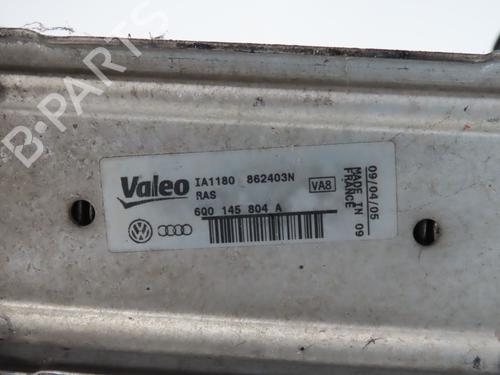 B-PARTS
Valeo
IA1180 862403N
RAS
VA8
6Q0 145 804 A
09/04/05
MADE IN 09
FRANCE